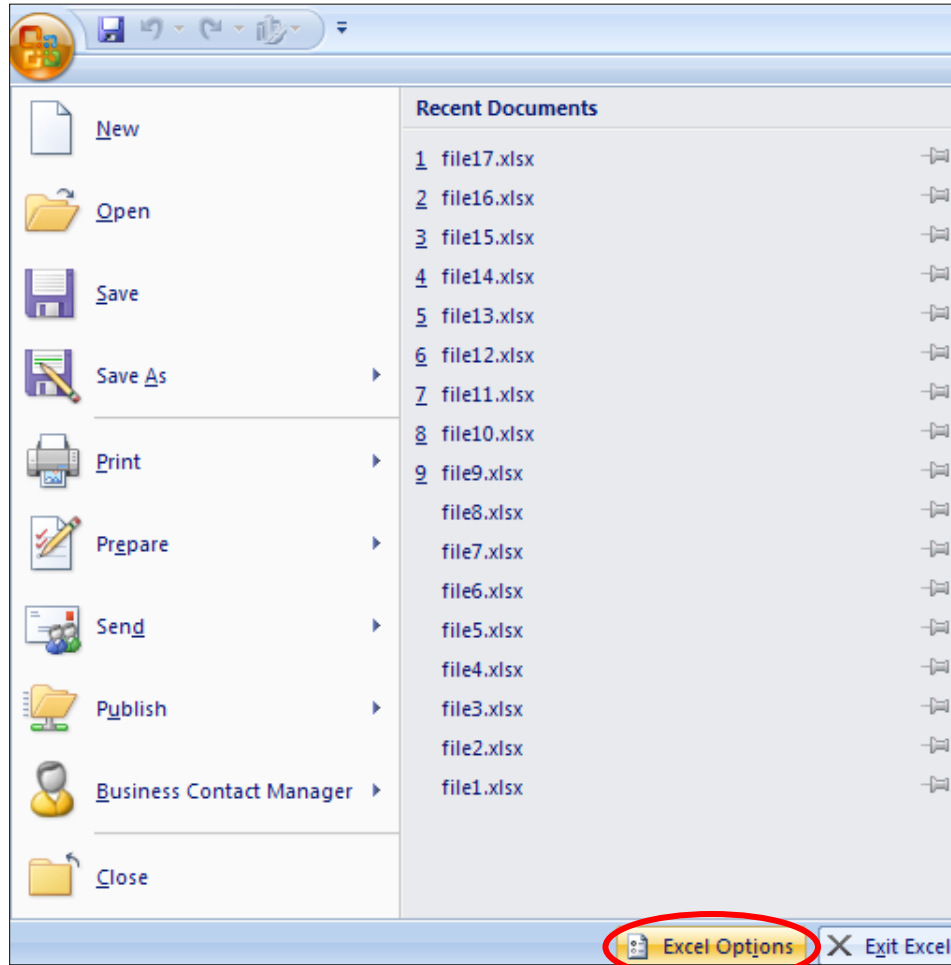 New
Open
Save
Save As
Print
Prepare
Send
Publish
Business Contact Manager
Close
Recent Documents
1 file17.xlsx
2 file16.xlsx
3 file15.xlsx
4 file14.xlsx
5 file13.xlsx
6 file12.xlsx
7 file11.xlsx
8 file10.xlsx
9 file9.xlsx
file8.xlsx
file7.xlsx
file6.xlsx
file5.xlsx
file4.xlsx
file3.xlsx
file2.xlsx
file1.xlsx
Excel Options
Exit Excel